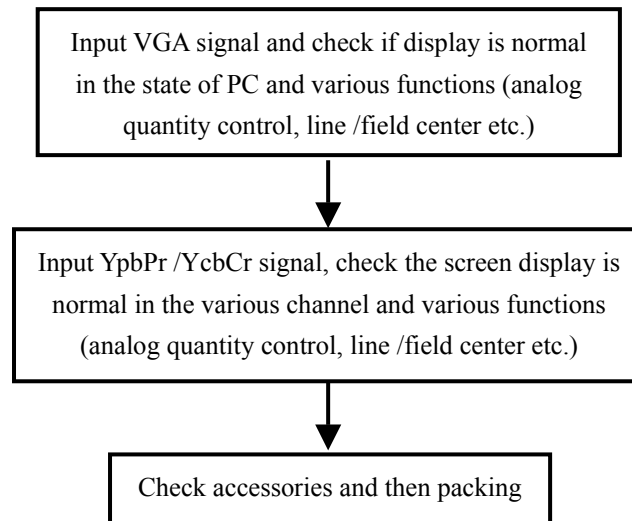 Input VGA signal and check if display is normal
in the state of PC and various functions (analog
quantity control, line /field center etc.)
Input YpbPr /YcbCr signal, check the screen display is
normal in the various channel and various functions
(analog quantity control, line /field center etc.)
Check accessories and then packing